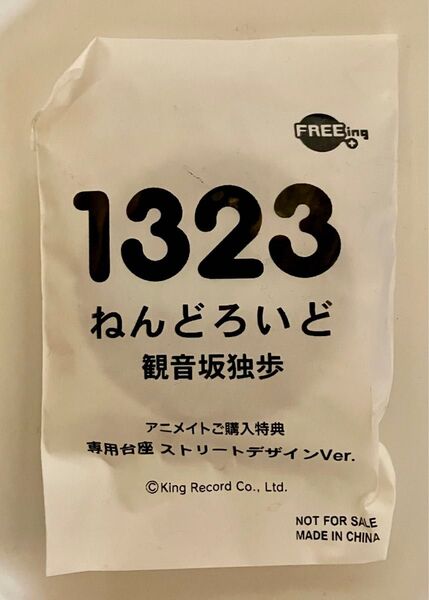 FREEing
1323
ねんどろいど
観音坂独歩
アニメイトご購入特典
専用台座 ストリートデザインVer.
©King Record Co., Ltd.
NOT FOR SALE
MADE IN CHINA